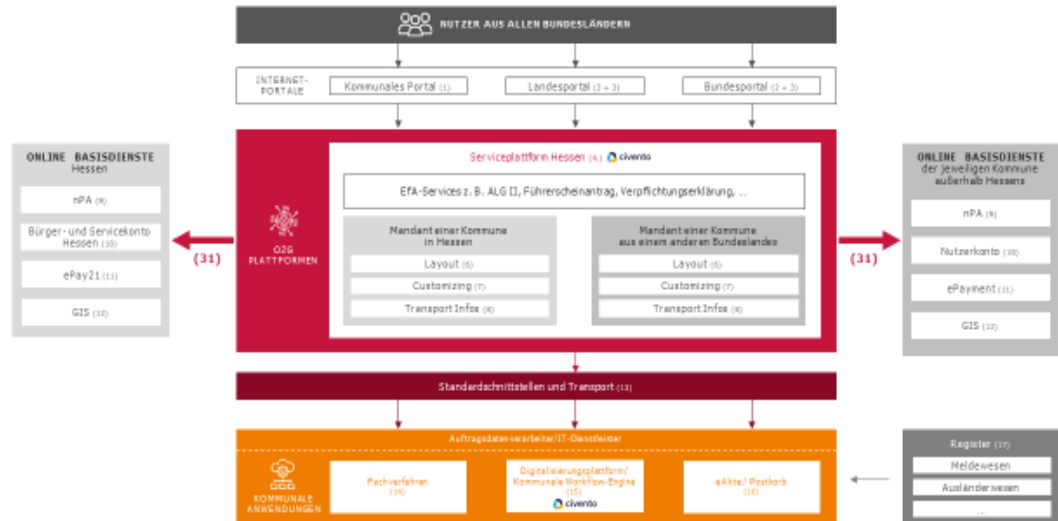 NUTZER AUS ALLEN BUNDESLÄNDERN
INTERNET-
PORTALE
Kommunales Portal (1)
Landesportal (2 + 3)
Bundesportal (2 + 3)
ONLINE BASISDIENSTE
Hessen
nPA (9)
Bürger- und Servicekonto
Hessen (10)
ePay21 (11)
GIS (12)
(31)
OZG
PLATTFORMEN
Serviceplattform Hessen (4,) civento
EfA-Services z. B. ALG II, Führerscheinantrag, Verpflichtungserklärung, ...
Mandant einer Kommune
in Hessen
Layout (6)
Customizing (7)
Transport Infos (8)
Mandant einer Kommune
aus einem anderen Bundeslandes
Layout (6)
Customizing (7)
Transport Infos (8)
(31)
ONLINE BASISDIENSTE
der jeweiligen Kommune
außerhalb Hessens
nPA (9)
Nutzerkonto (10)
ePayment (11)
GIS (12)
Standardschnittstellen und Transport (13)
Auftragsdatenverarbeiter/IT-Dienstleister
KOMMUNALE
ANWENDUNGEN
Fachverfahren
(14)
Digitalisierungsplattform/
Kommunale Workflow-Engine
(15)
civento
eAkte / Postkorb
(16)
Register (17)
Meldewesen
Ausländerwesen
...